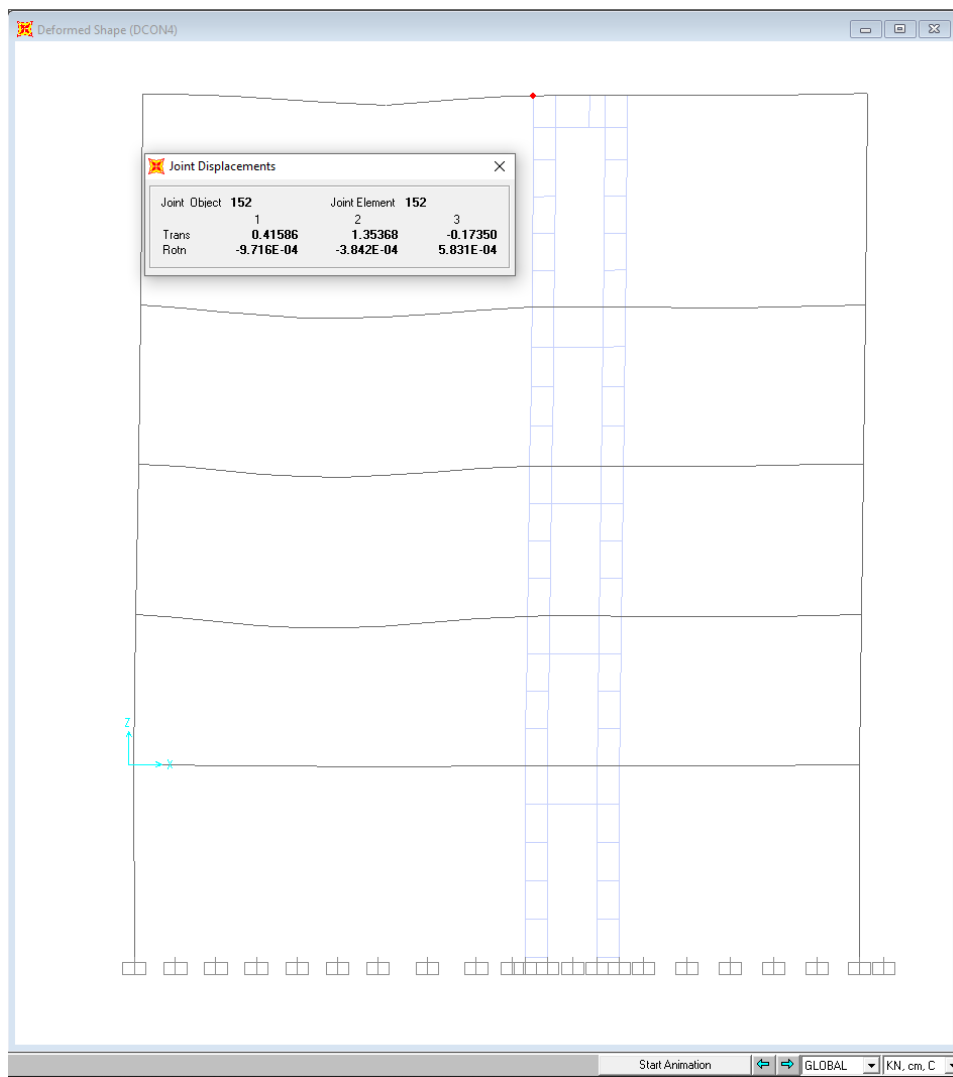 Deformed Shape (DCON4)
Joint Displacements
Joint Object 152 Joint Element 152
1 2 3
Trans 0.41586 1.35368 -0.17350
Rotn -9.716E-04 -3.842E-04 5.831E-04
Z
X
Start Animation GLOBAL KN, cm, C